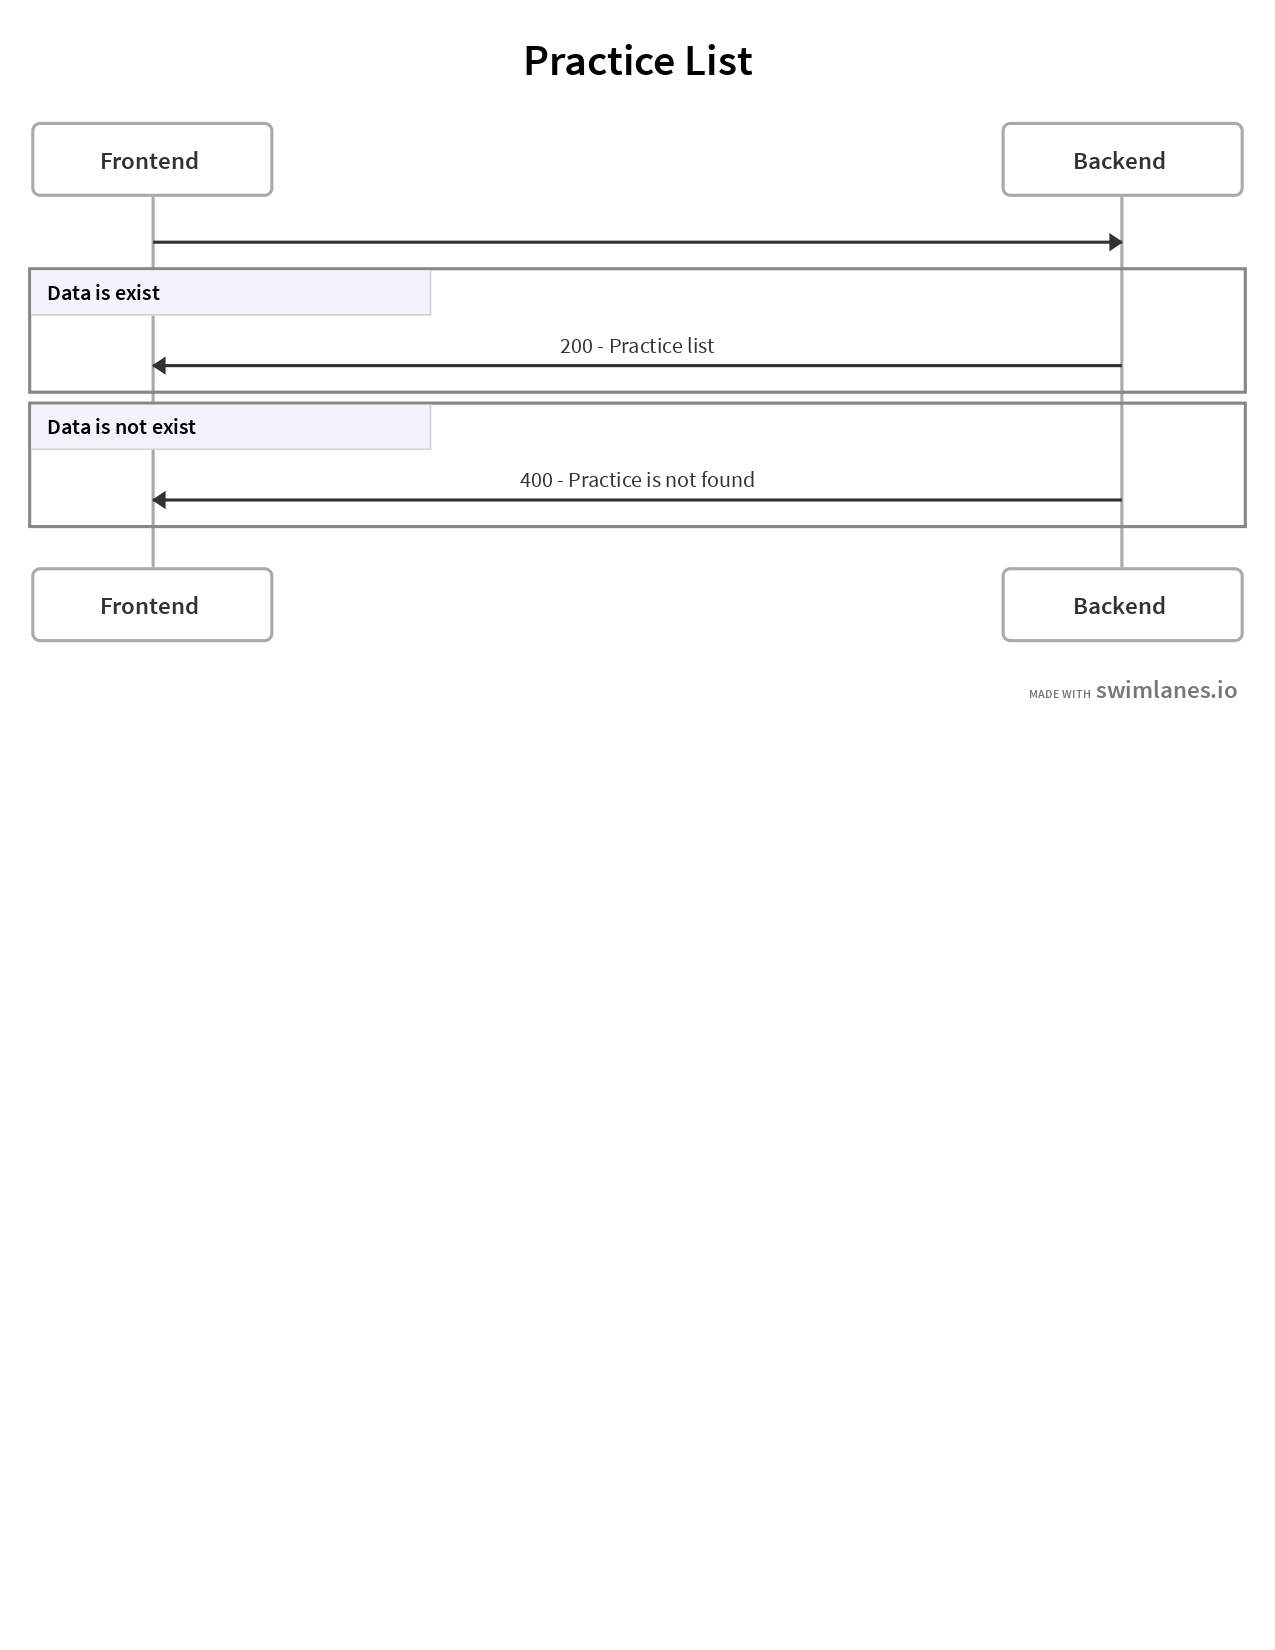 Practice List
Frontend
Backend
Data is exist
200 - Practice list
Data is not exist
400 - Practice is not found
Frontend
Backend
MADE WITH swimlanes.io